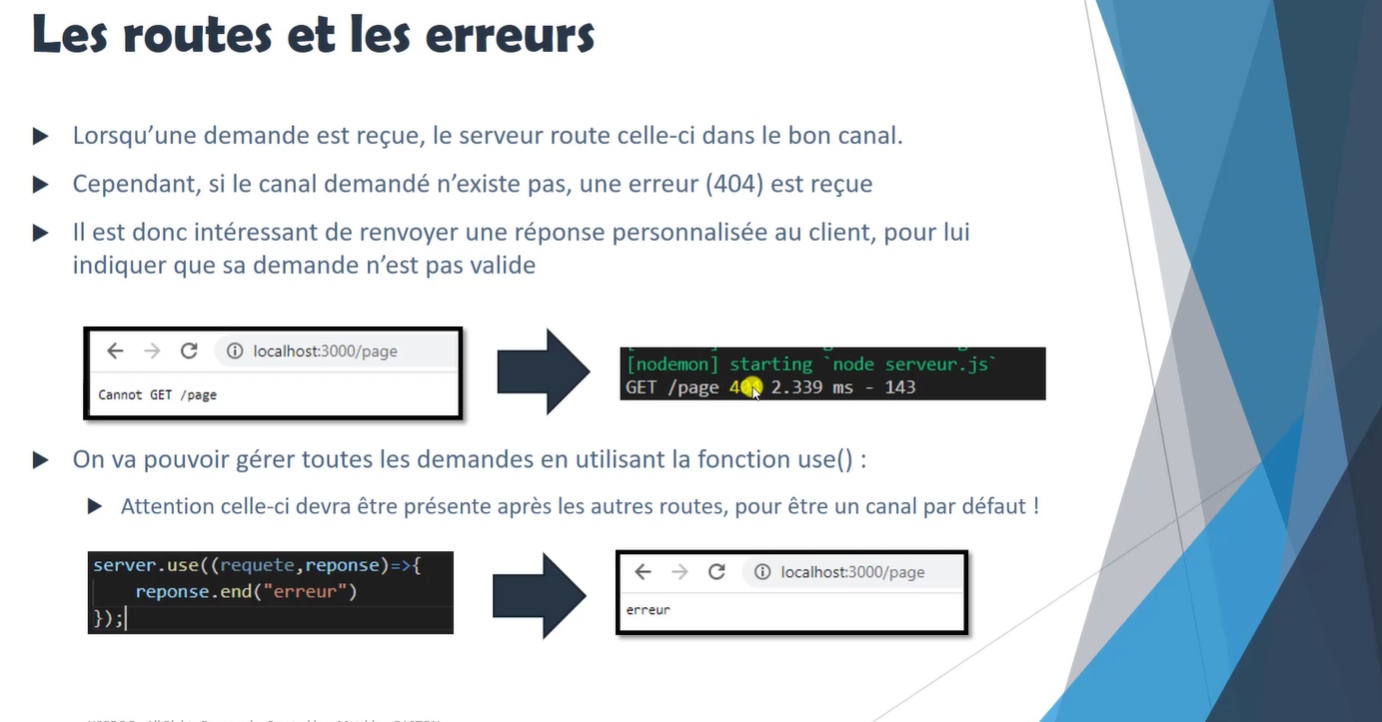 Les routes et les erreurs
Lorsqu'une demande est reçue, le serveur route celle-ci dans le bon canal.
Cependant, si le canal demandé n'existe pas, une erreur (404) est reçue
Il est donc intéressant de renvoyer une réponse personnalisée au client, pour lui
indiquer que sa demande n'est pas valide
localhost:3000/page
Cannot GET /page
[nodemon] starting `node serveur.js`
GET /page 404 2.339 ms - 143
On va pouvoir gérer toutes les demandes en utilisant la fonction use() :
Attention celle-ci devra être présente après les autres routes, pour être un canal par défaut !
server.use((requete,reponse)=>{
reponse.end("erreur")
});
localhost:3000/page
erreur